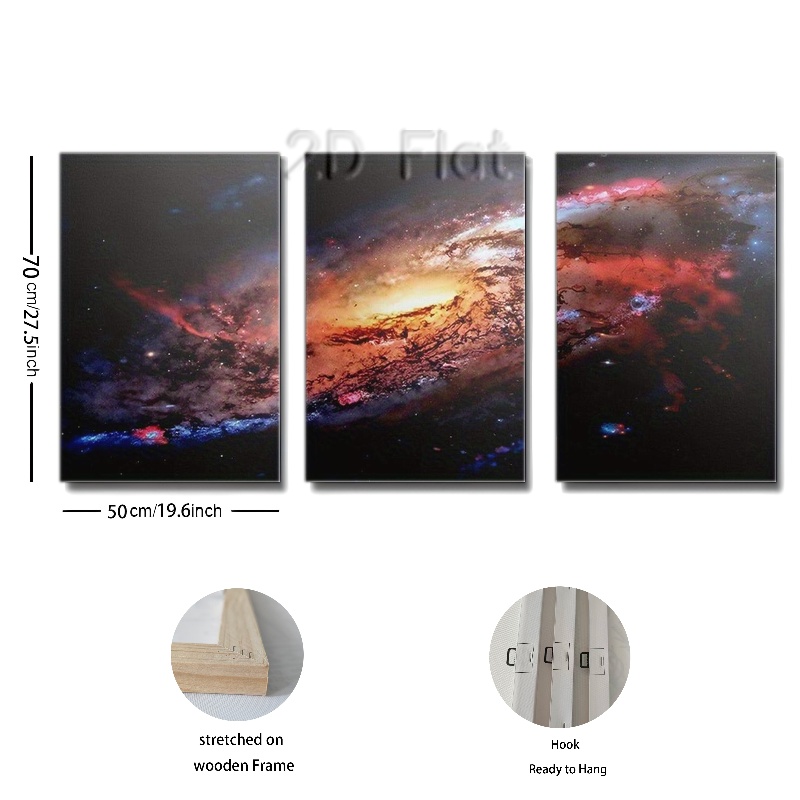 2D Flat
70 cm/27.5inch
50cm/19.6inch
stretched on
wooden Frame
Hook
Ready to Hang